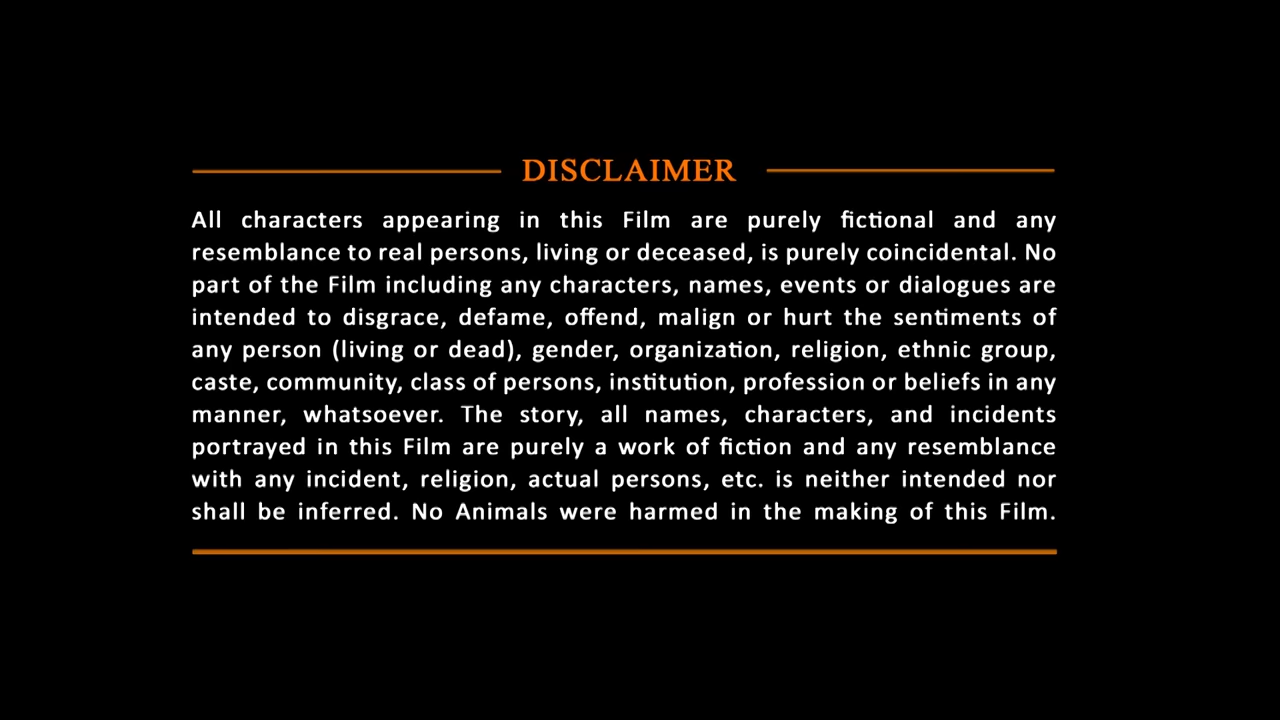 DISCLAIMER
All characters appearing in this Film are purely fictional and any
resemblance to real persons, living or deceased, is purely coincidental. No
part of the Film including any characters, names, events or dialogues are
intended to disgrace, defame, offend, malign or hurt the sentiments of
any person (living or dead), gender, organization, religion, ethnic group,
caste, community, class of persons, institution, profession or beliefs in any
manner, whatsoever. The story, all names, characters, and incidents
portrayed in this Film are purely a work of fiction and any resemblance
with any incident, religion, actual persons, etc. is neither intended nor
shall be inferred. No Animals were harmed in the making of this Film.